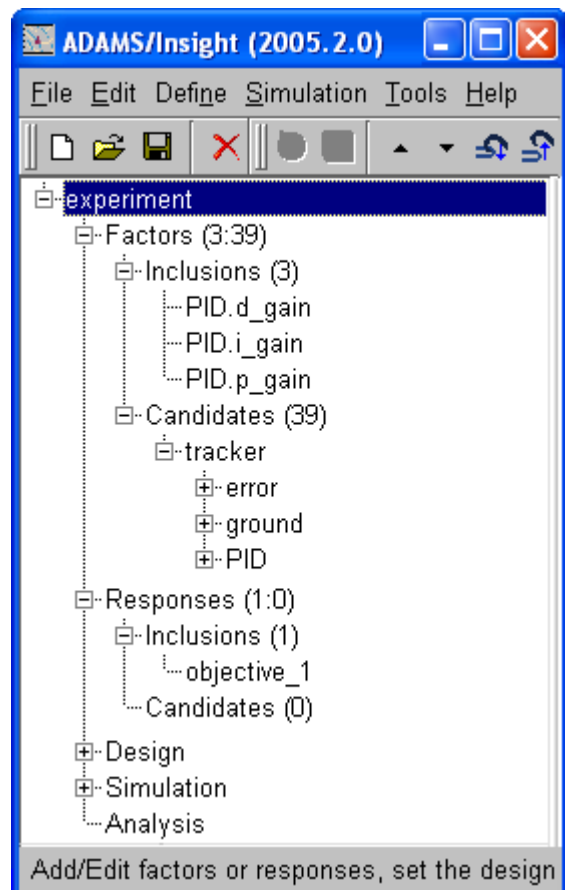 ADAMS/Insight (2005.2.0)
File Edit Define Simulation Tools Help
experiment
Factors (3:39)
Inclusions (3)
PID.d_gain
PID.i_gain
PID.p_gain
Candidates (39)
tracker
error
ground
PID
Responses (1:0)
Inclusions (1)
objective_1
Candidates (0)
Design
Simulation
Analysis
Add/Edit factors or responses, set the design